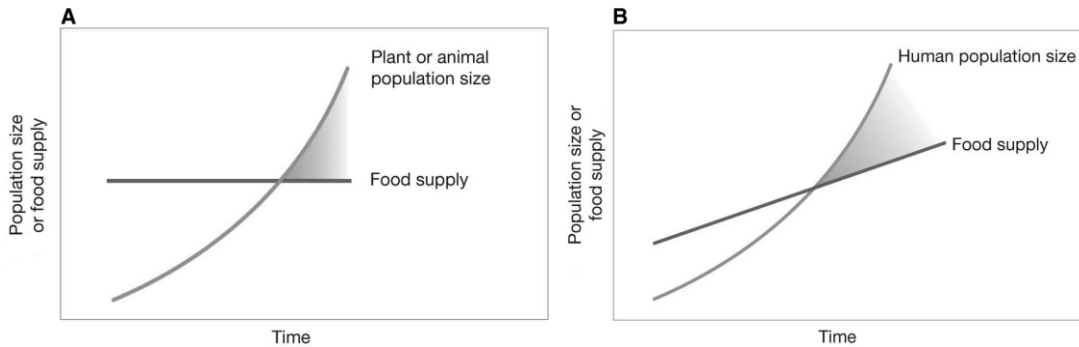 A
Population size
or food supply
Plant or animal
population size
Food supply
Time
B
Population size or
food supply
Human population size
Food supply
Time